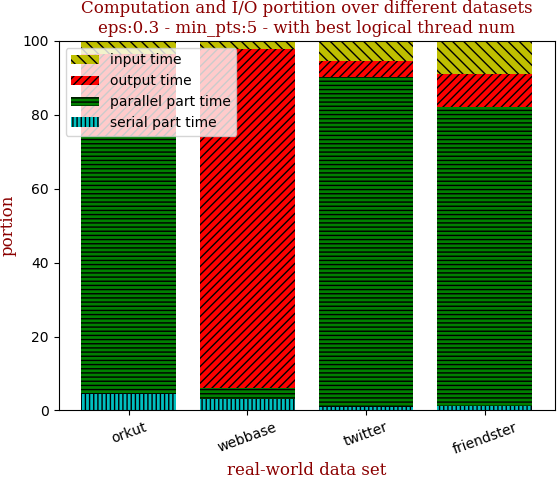 Computation and I/O portition over different datasets
eps:0.3 - min_pts:5 - with best logical thread num
100
80
60
40
20
0
portion
input time
output time
parallel part time
serial part time
orkut
webbase
twitter
friendster
real-world data set